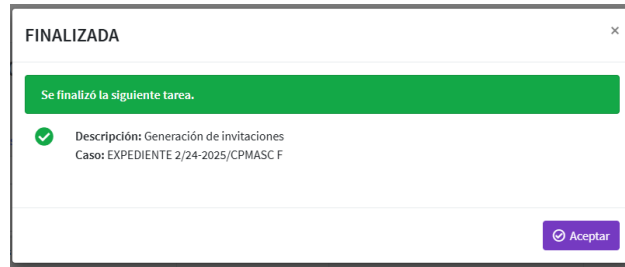 FINALIZADA
×
Se finalizó la siguiente tarea.
Descripción: Generación de invitaciones
Caso: EXPEDIENTE 2/24-2025/CPMASC F
Aceptar